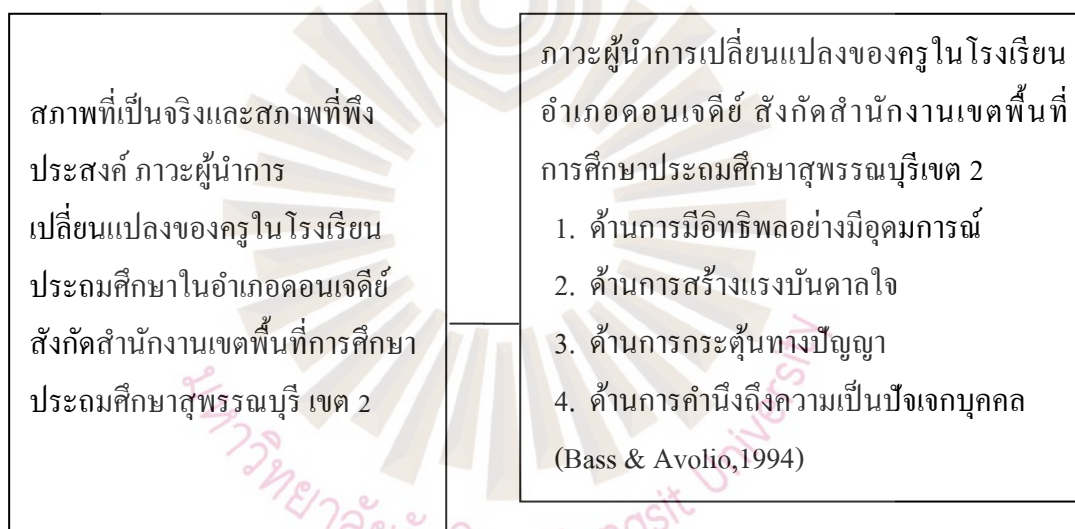 สภาพที่เป็นจริงและสภาพที่พึง
ประสงค์ ภาวะผู้นำการ
เปลี่ยนแปลงของครูในโรงเรียน
ประถมศึกษาในอำเภอดอนเจดีย์
สังกัดสำนักงานเขตพื้นที่การศึกษา
ประถมศึกษาสุพรรณบุรี เขต 2
ภาวะผู้นำการเปลี่ยนแปลงของครูในโรงเรียน
อำเภอดอนเจดีย์ สังกัดสำนักงานเขตพื้นที่
การศึกษาประถมศึกษาสุพรรณบุรีเขต 2
1. ด้านการมีอิทธิพลอย่างมีอุดมการณ์
2. ด้านการสร้างแรงบันดาลใจ
3. ด้านการกระตุ้นทางปัญญา
4. ด้านการคำนึงถึงความเป็นปัจเจกบุคคล
(Bass & Avolio,1994)
University